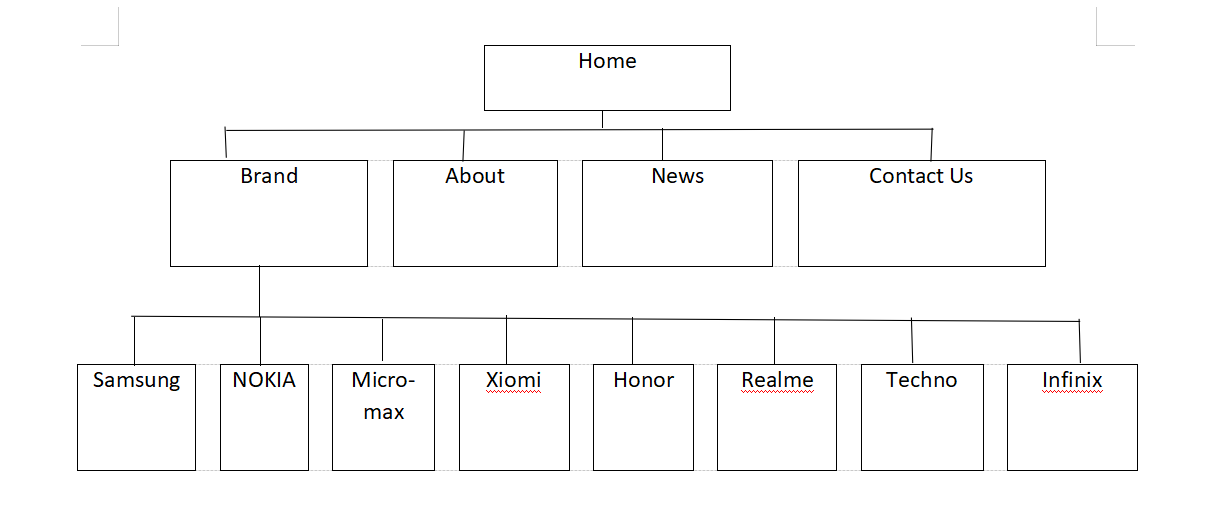 Home
Brand
About
News
Contact Us
Samsung
NOKIA
Micro-
max
Xiomi
Honor
Realme
Techno
Infinix